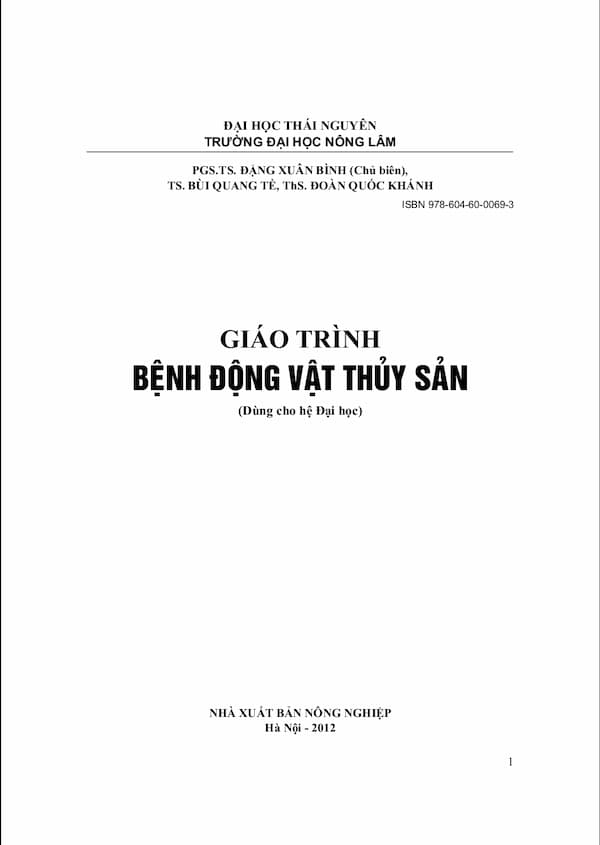 ĐẠI HỌC THÁI NGUYÊN
TRƯỜNG ĐẠI HỌC NÔNG LÂM
PGS.TS. ĐẶNG XUÂN BÌNH (Chủ biên),
TS. BÙI QUANG TỀ, ThS. ĐOÀN QUỐC KHÁNH
ISBN 978-604-60-0069-3
GIÁO TRÌNH
BỆNH ĐỘNG VẬT THỦY SẢN
(Dùng cho hệ Đại học)
NHÀ XUẤT BẢN NÔNG NGHIỆP
Hà Nội - 2012
1